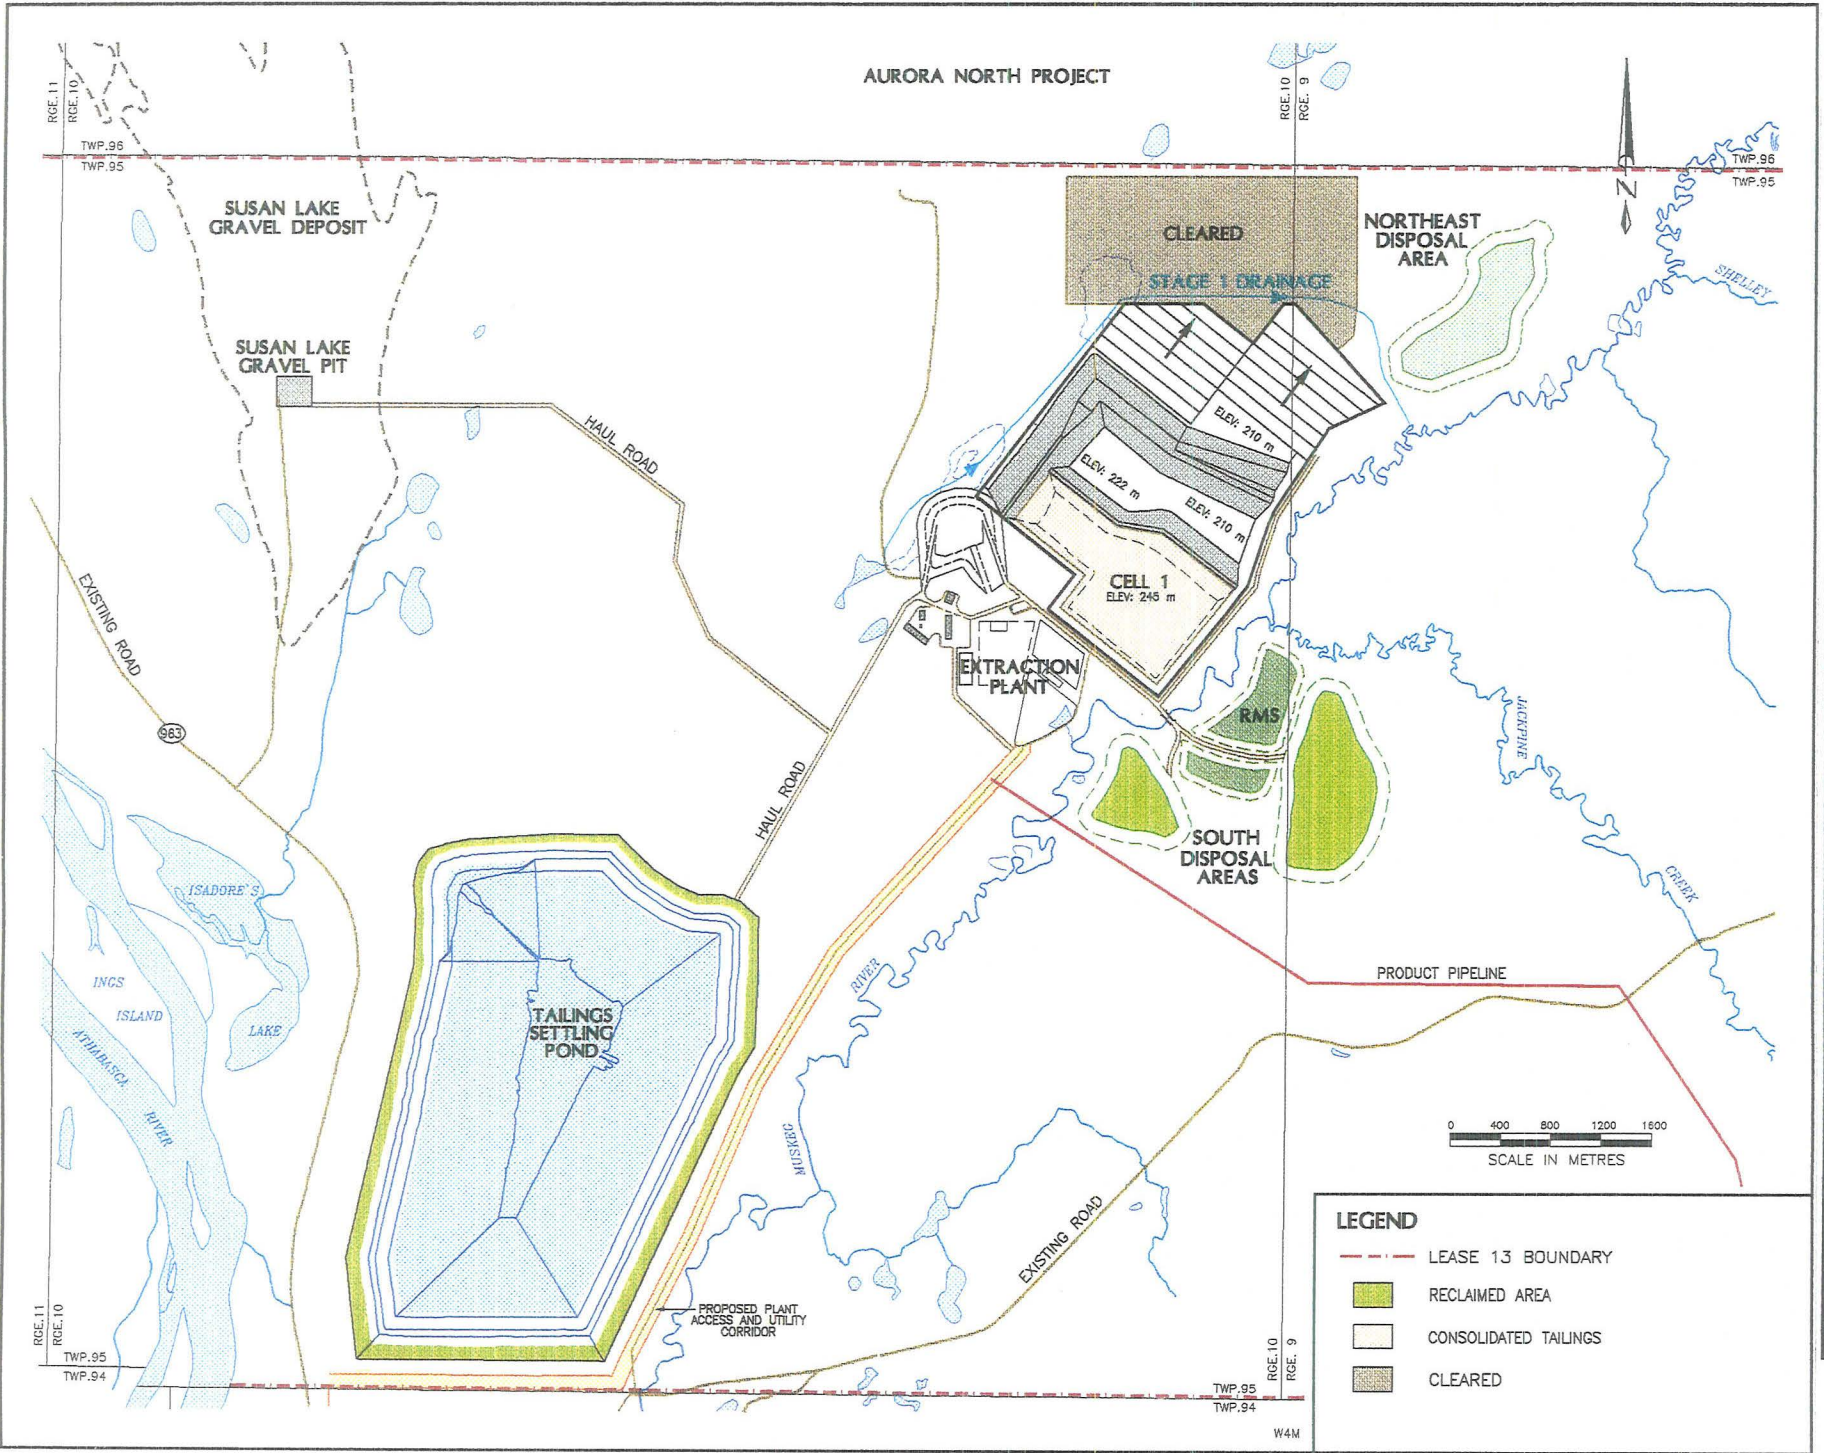 AURORA NORTH PROJECT
RGE.11
RGE.10
RGE.10
RGE. 9
TWP.96
TWP.95
TWP.96
TWP.95
N
SUSAN LAKE
GRAVEL DEPOSIT
CLEARED
NORTHEAST
DISPOSAL
AREA
STAGE 1 DRAINAGE
SHELLEY
SUSAN LAKE
GRAVEL PIT
HAUL ROAD
ELEV: 210 m
ELEV: 222 m
ELEV: 210 m
CELL 1
ELEV: 245 m
EXISTING ROAD
963
EXTRACTION
PLANT
RMS
JACKPINE
CREEK
HAUL ROAD
SOUTH
DISPOSAL
AREAS
ISADORE'S
LAKE
INGS
ISLAND
ATHABASCA
RIVER
TAILINGS
SETTLING
POND
RIVER
MUSKEG
PRODUCT PIPELINE
EXISTING ROAD
PROPOSED PLANT
ACCESS AND UTILITY
CORRIDOR
0 400 800 1200 1600
SCALE IN METRES
RGE.11
RGE.10
TWP.95
TWP.94
RGE.10
RGE. 9
TWP.95
TWP.94
W4M
LEGEND
LEASE 13 BOUNDARY
RECLAIMED AREA
CONSOLIDATED TAILINGS
CLEARED